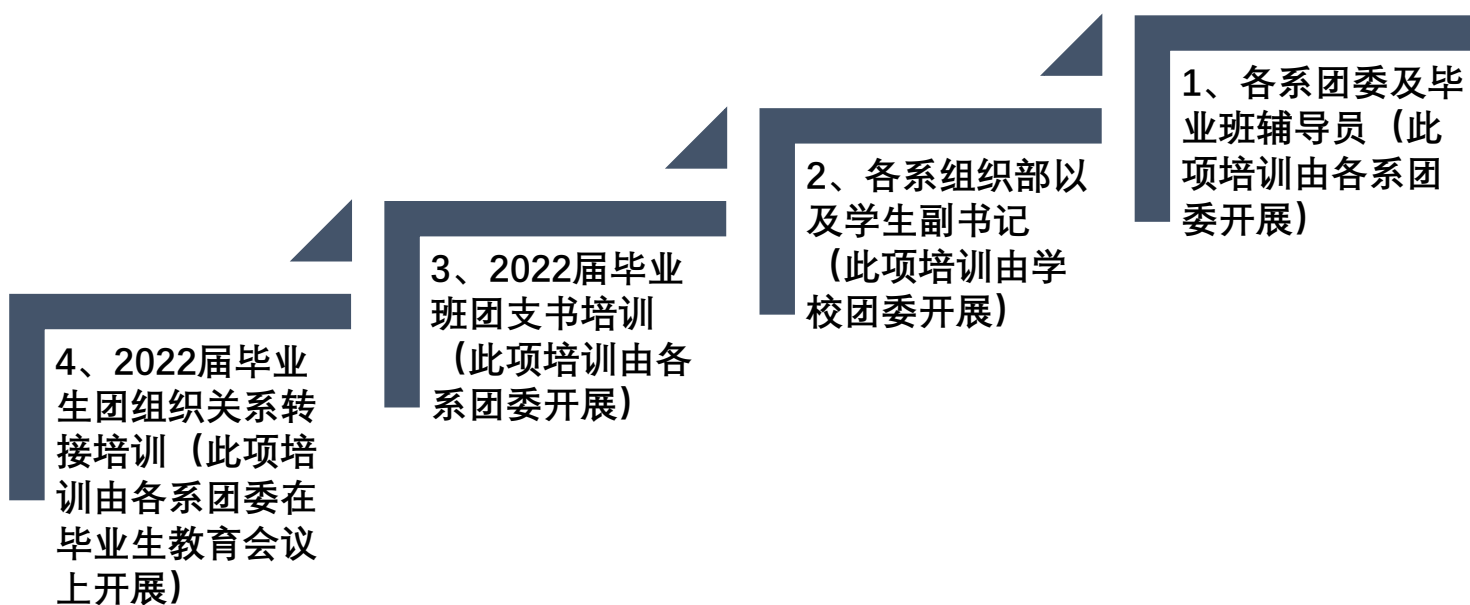 1、各系团委及毕
业班辅导员（此
项培训由各系团
委开展）
2、各系组织部以
及学生副书记
（此项培训由学
校团委开展）
3、2022届毕业
班团支书培训
（此项培训由各
系团委开展）
4、2022届毕业
生团组织关系转
接培训（此项培
训由各系团委在
毕业生教育会议
上开展）